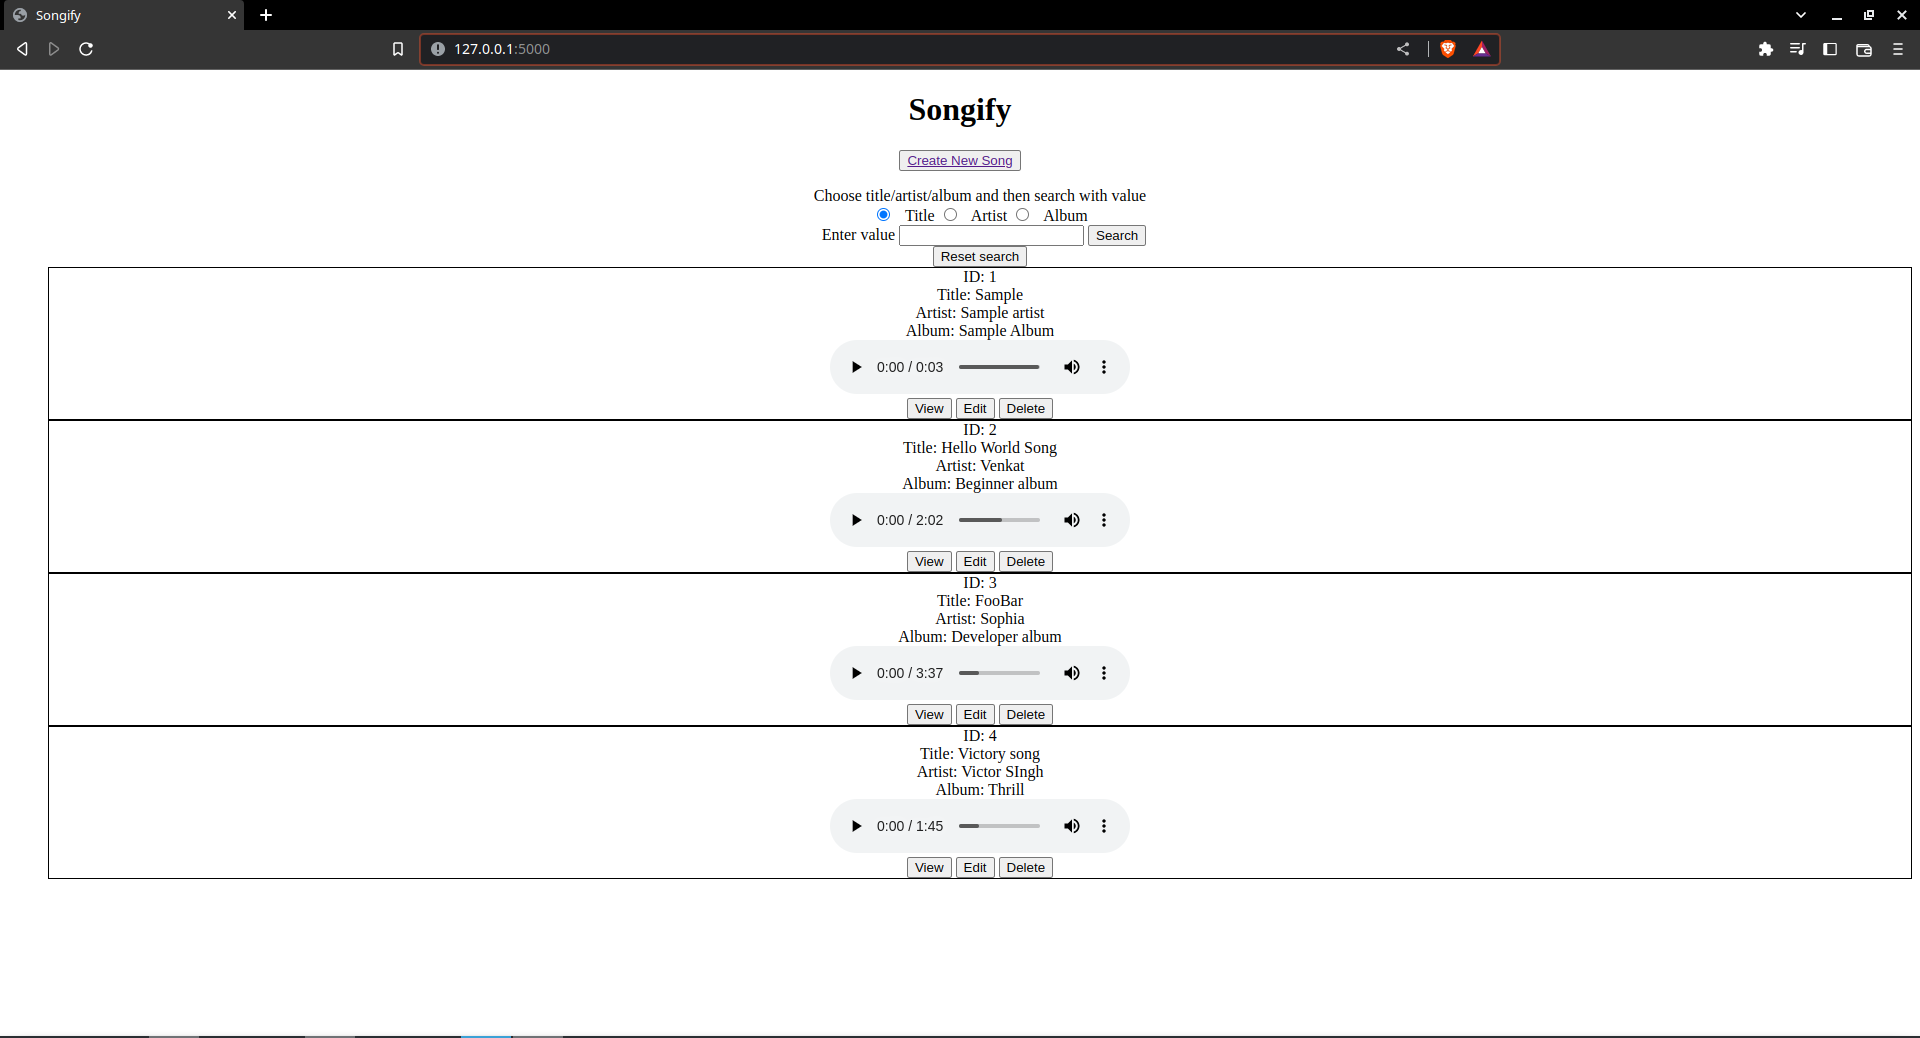 Songify
127.0.0.1:5000
Songify
Create New Song
Choose title/artist/album and then search with value
Title Artist Album
Enter value Search
Reset search
ID: 1
Title: Sample
Artist: Sample artist
Album: Sample Album
0:00 / 0:03
View Edit Delete
ID: 2
Title: Hello World Song
Artist: Venkat
Album: Beginner album
0:00 / 2:02
View Edit Delete
ID: 3
Title: FooBar
Artist: Sophia
Album: Developer album
0:00 / 3:37
View Edit Delete
ID: 4
Title: Victory song
Artist: Victor SIngh
Album: Thrill
0:00 / 1:45
View Edit Delete